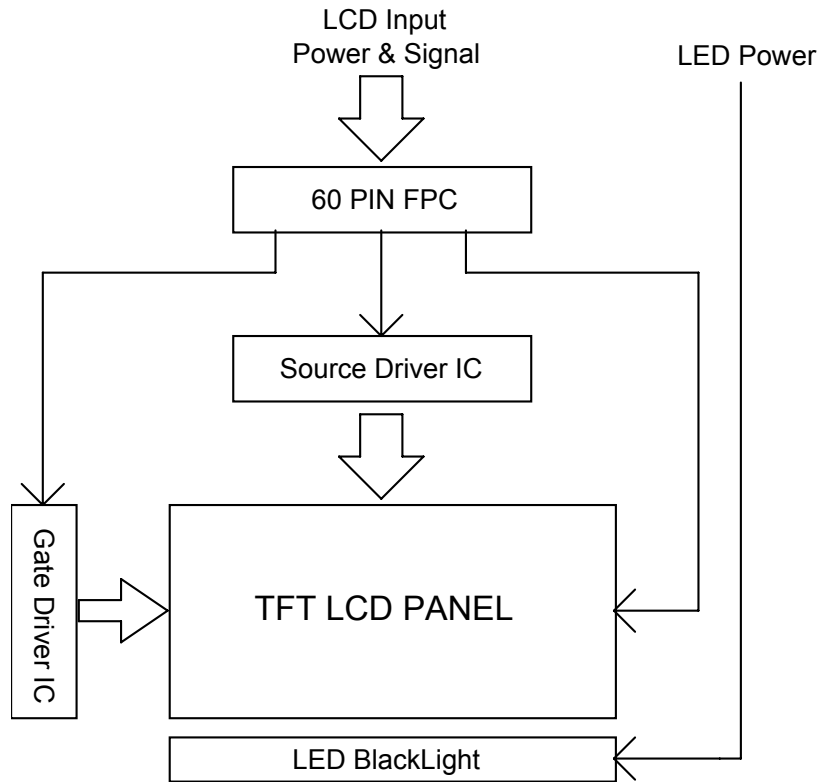 LCD Input
Power & Signal
LED Power
60 PIN FPC
Source Driver IC
Gate Driver IC
TFT LCD PANEL
LED BlackLight